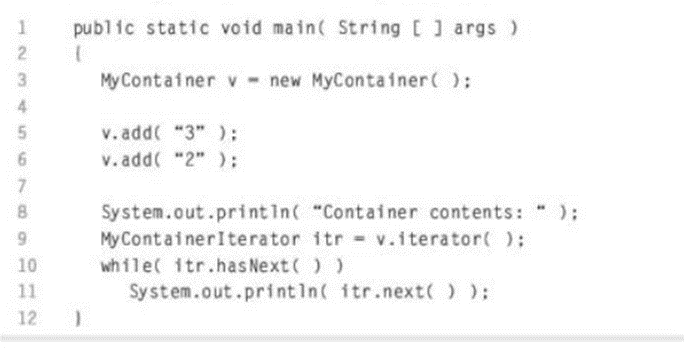 1 public static void main( String [ ] args )
2 {
3 MyContainer v = new MyContainer( );
4
5 v.add( "3" );
6 v.add( "2" );
7
8 System.out.println( "Container contents: " );
9 MyContainerIterator itr = v.iterator( );
10 while( itr.hasNext( ) )
11 System.out.println( itr.next( ) );
12 }